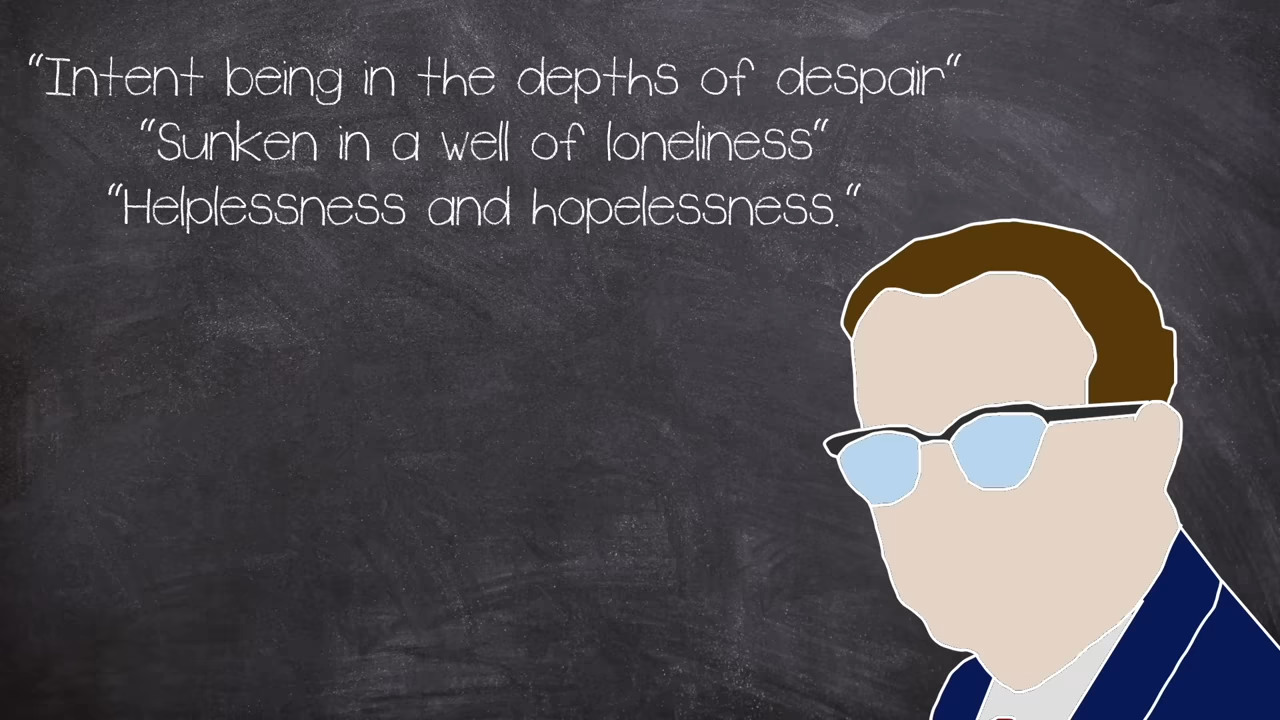 “Intent being in the depths of despair“
“Sunken in a well of loneliness“
“Helplessness and hopelessness.“